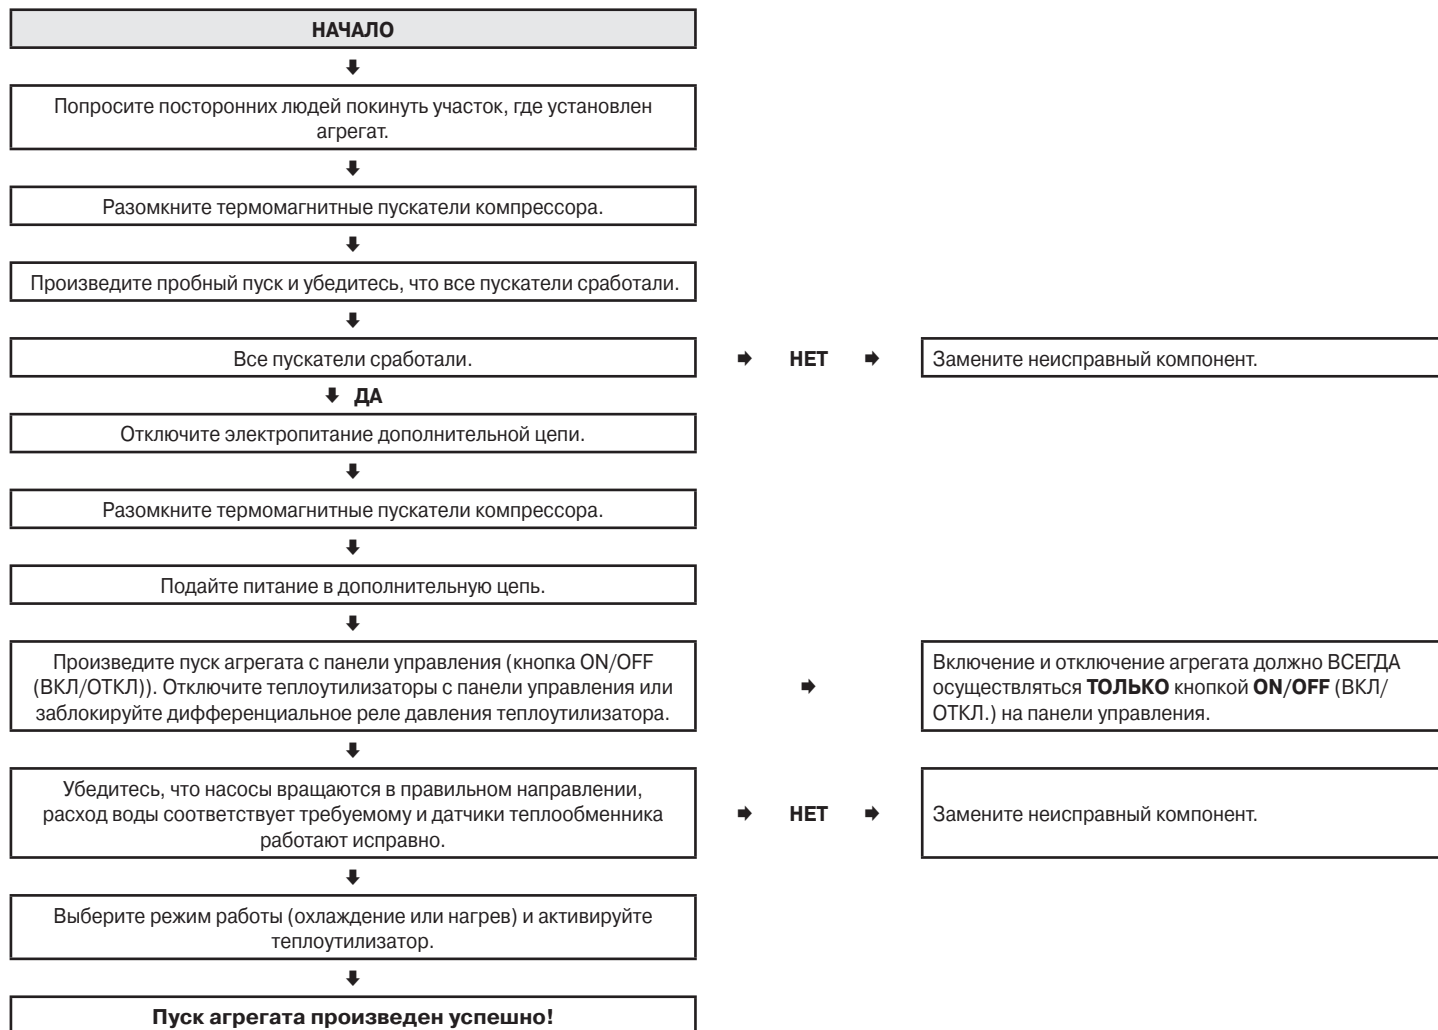 НАЧАЛО
Попросите посторонних людей покинуть участок, где установлен
агрегат.
Разомкните термомагнитные пускатели компрессора.
Произведите пробный пуск и убедитесь, что все пускатели сработали.
Все пускатели сработали.
НЕТ
Замените неисправный компонент.
ДА
Отключите электропитание дополнительной цепи.
Разомкните термомагнитные пускатели компрессора.
Подайте питание в дополнительную цепь.
Произведите пуск агрегата с панели управления (кнопка ON/OFF
(ВКЛ/ОТКЛ)). Отключите теплоутилизаторы с панели управления или
заблокируйте дифференциальное реле давления теплоутилизатора.
Включение и отключение агрегата должно ВСЕГДА
осуществляться ТОЛЬКО кнопкой ON/OFF (ВКЛ/
ОТКЛ.) на панели управления.
Убедитесь, что насосы вращаются в правильном направлении,
расход воды соответствует требуемому и датчики теплообменника
работают исправно.
НЕТ
Замените неисправный компонент.
Выберите режим работы (охлаждение или нагрев) и активируйте
теплоутилизатор.
Пуск агрегата произведен успешно!